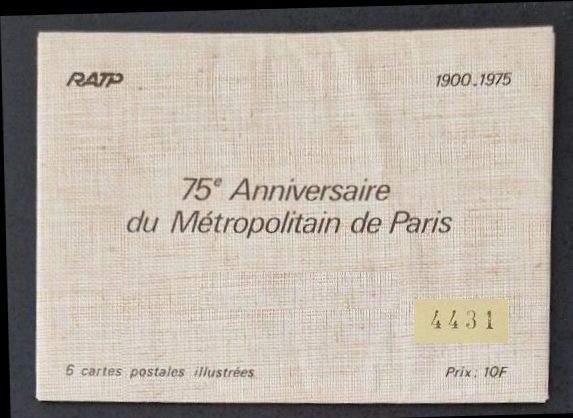 RATP 1900-1975
75e Anniversaire
du Métropolitain de Paris
4431
6 cartes postales illustrées Prix: 10F